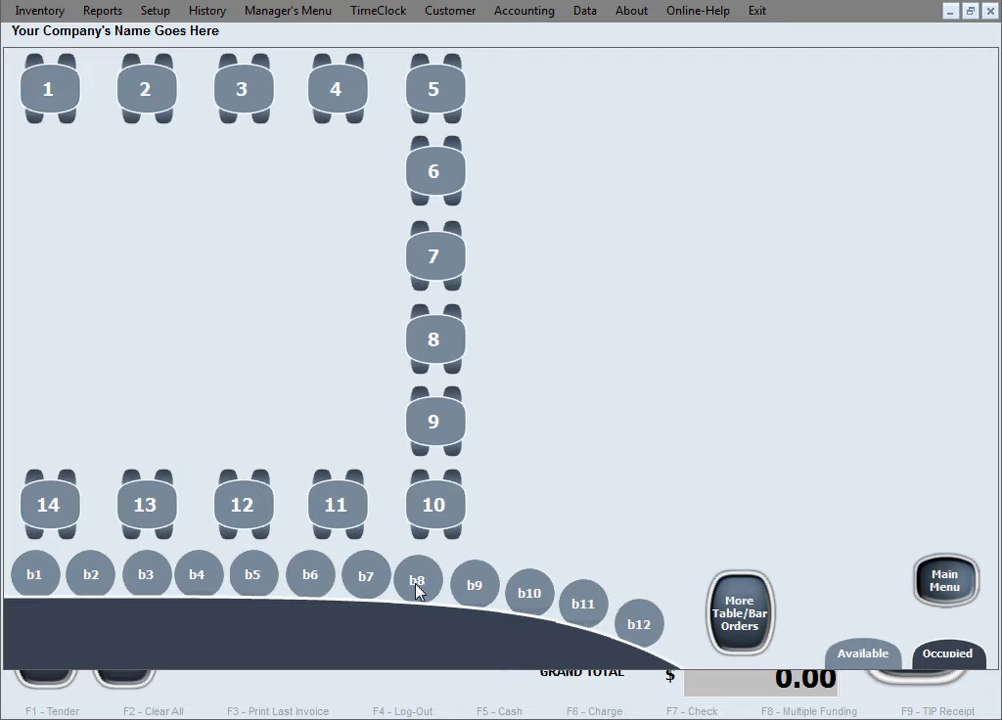 Inventory Reports Setup History Manager's Menu TimeClock Customer Accounting Data About Online-Help Exit
Your Company's Name Goes Here
1 2 3 4 5
6
7
8
9
14 13 12 11 10
b1 b2 b3 b4 b5 b6 b7 b8 b9 b10 b11 b12
More
Table/Bar
Orders
Main
Menu
Available Occupied
GRAND TOTAL $ 0.00
F1 - Tender F2 - Clear All F3 - Print Last Invoice F4 - Log-Out F5 - Cash F6 - Charge F7 - Check F8 - Multiple Funding F9 - TIP Receipt